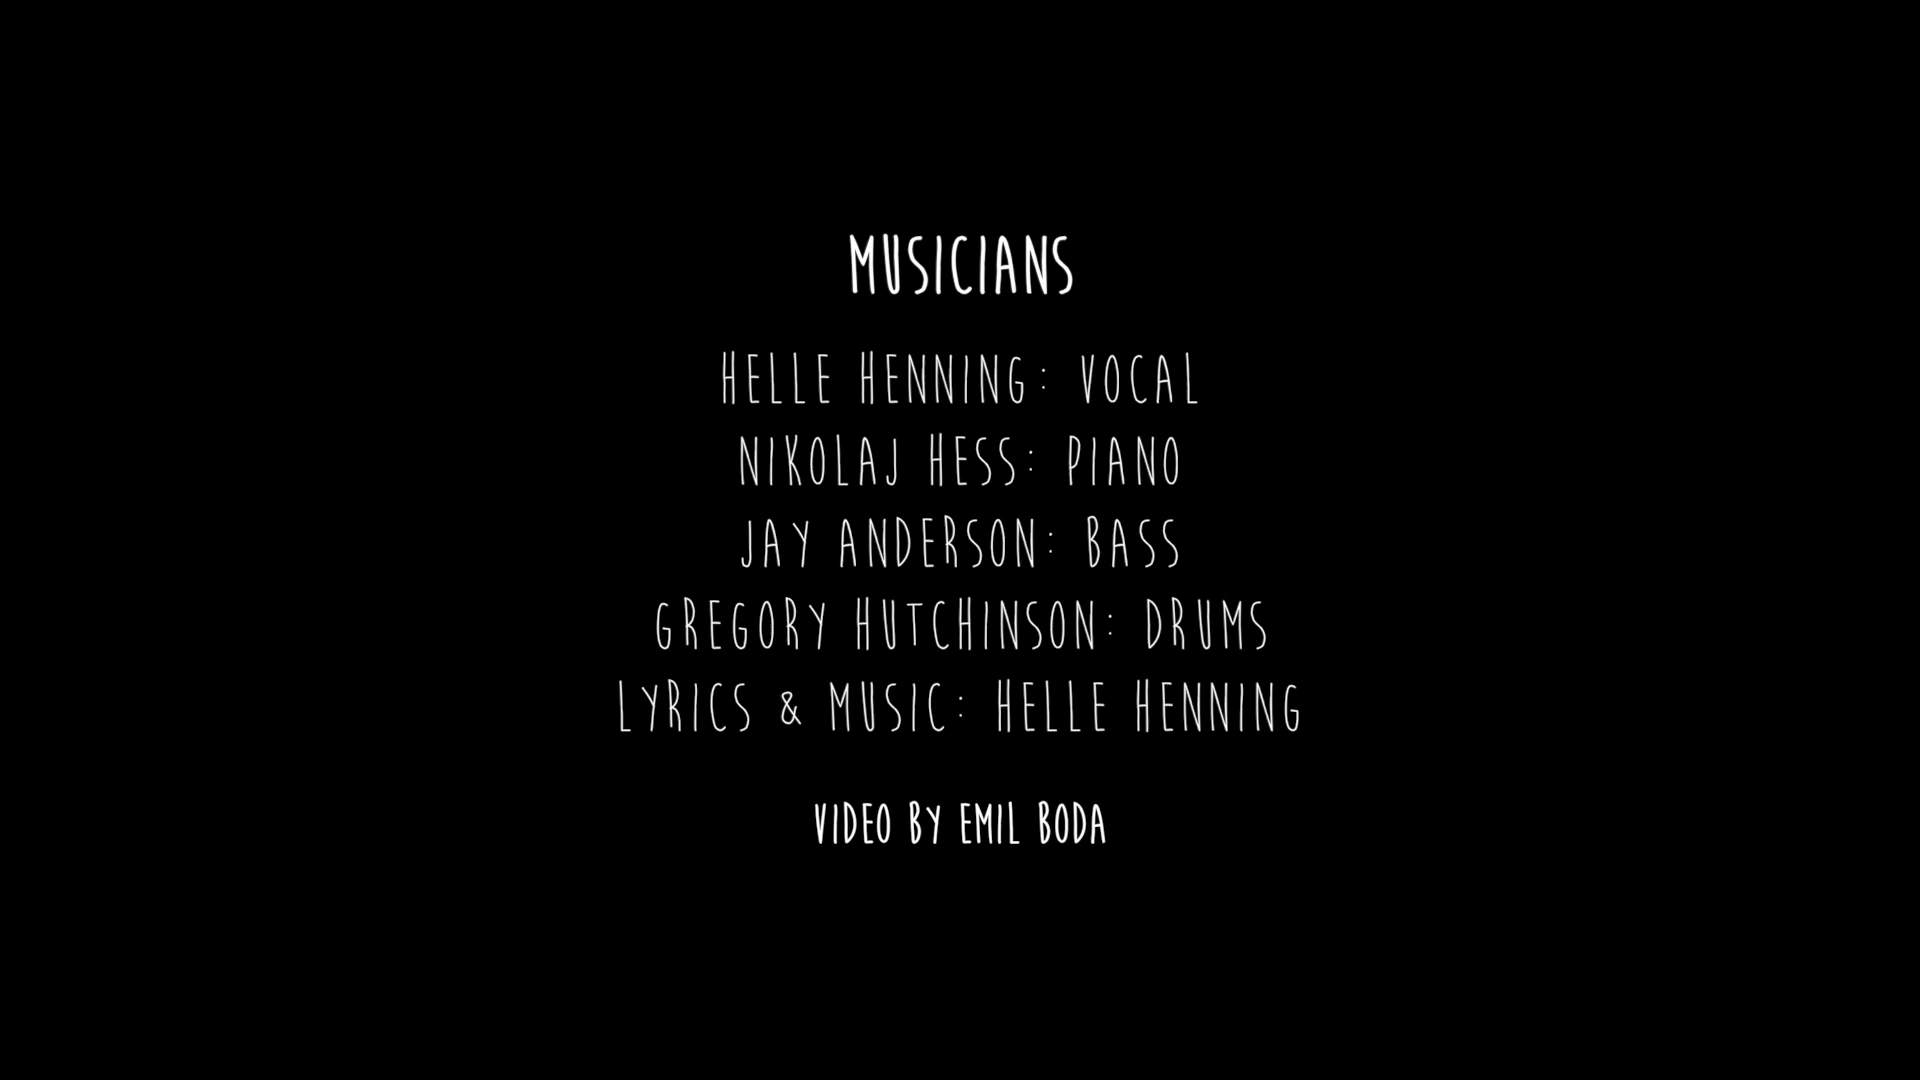 MUSICIANS
HELLE HENNING: VOCAL
NIKOLAJ HESS: PIANO
JAY ANDERSON: BASS
GREGORY HUTCHINSON: DRUMS
LYRICS & MUSIC: HELLE HENNING
VIDEO BY EMIL BODA